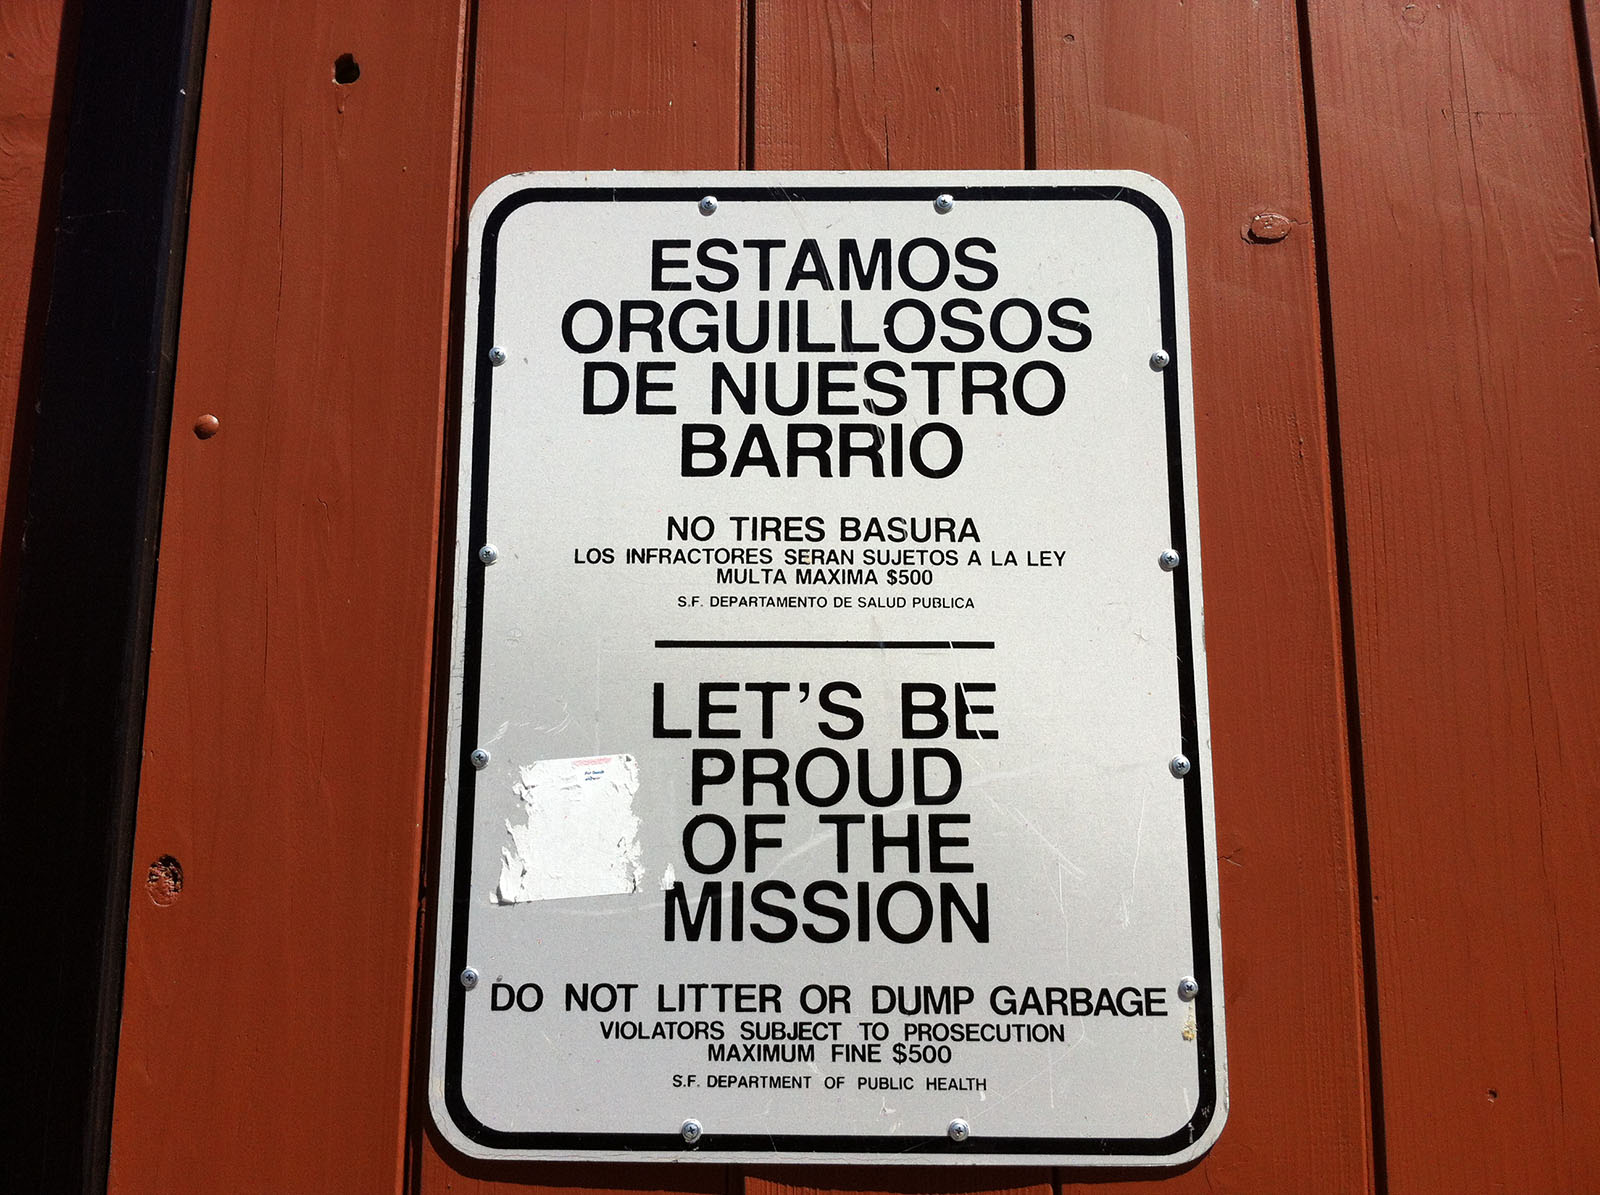 ESTAMOS
ORGUILLOSOS
DE NUESTRO
BARRIO
NO TIRES BASURA
LOS INFRACTORES SERAN SUJETOS A LA LEY
MULTA MAXIMA $500
S.F. DEPARTAMENTO DE SALUD PUBLICA
LET'S BE
PROUD
OF THE
MISSION
DO NOT LITTER OR DUMP GARBAGE
VIOLATORS SUBJECT TO PROSECUTION
MAXIMUM FINE $500
S.F. DEPARTMENT OF PUBLIC HEALTH